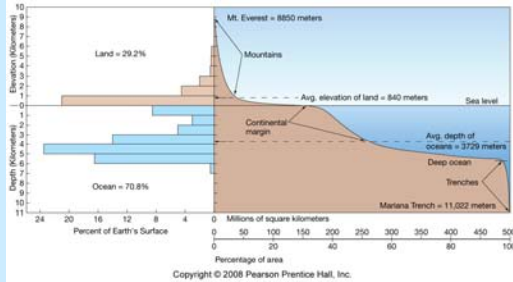 Elevation (Kilometers)
10
9
8
7
6
5
4
3
2
1
0
Depth (Kilometers)
1
2
3
4
5
6
7
8
9
10
11
Land = 29.2%
Ocean = 70.8%
24
20
16
12
8
4
0
Percent of Earth's Surface
Mt. Everest = 8850 meters
Mountains
Avg. elevation of land = 840 meters
Sea level
Continental
margin
Avg. depth of
oceans = 3729 meters
Deep ocean
Trenches
Mariana Trench = 11,022 meters
Millions of square kilometers
0
50
100
150
200
250
300
350
400
450
500
0
20
40
60
80
100
Percentage of area
Copyright © 2008 Pearson Prentice Hall, Inc.